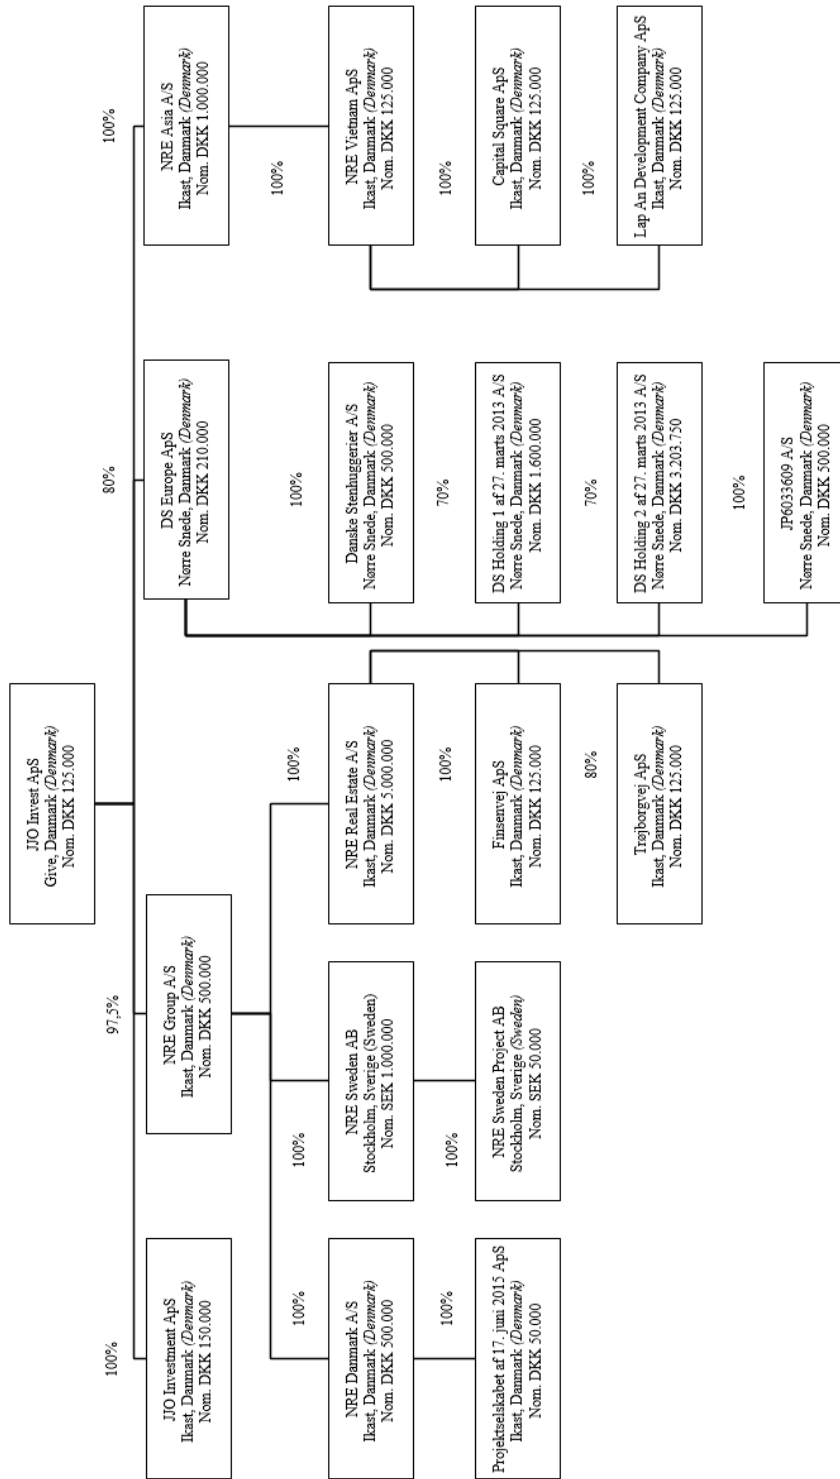 JJO Invest ApS
Give, Danmark (Denmark)
Nom. DKK 125.000
100%
97,5%
80%
100%
JJO Investment ApS
Ikast, Danmark (Denmark)
Nom. DKK 150.000
NRE Group A/S
Ikast, Danmark (Denmark)
Nom. DKK 500.000
DS Europe ApS
Nørre Snede, Danmark (Denmark)
Nom. DKK 210.000
NRE Asia A/S
Ikast, Danmark (Denmark)
Nom. DKK 1.000.000
100%
100%
100%
100%
100%
NRE Danmark A/S
Ikast, Danmark (Denmark)
Nom. DKK 500.000
NRE Sweden AB
Stockholm, Sverige (Sweden)
Nom. SEK 1.000.000
NRE Real Estate A/S
Ikast, Danmark (Denmark)
Nom. DKK 5.000.000
Danske Stenhuggerier A/S
Nørre Snede, Danmark (Denmark)
Nom. DKK 500.000
NRE Vietnam ApS
Ikast, Danmark (Denmark)
Nom. DKK 125.000
100%
100%
100%
70%
100%
Projektselskabet af 17. juni 2015 ApS
Ikast, Danmark (Denmark)
Nom. DKK 50.000
NRE Sweden Project AB
Stockholm, Sverige (Sweden)
Nom. SEK 50.000
Finsenvej ApS
Ikast, Danmark (Denmark)
Nom. DKK 125.000
DS Holding 1 af 27. marts 2013 A/S
Nørre Snede, Danmark (Denmark)
Nom. DKK 1.600.000
Capital Square ApS
Ikast, Danmark (Denmark)
Nom. DKK 125.000
80%
70%
100%
Trøjborgvej ApS
Ikast, Danmark (Denmark)
Nom. DKK 125.000
DS Holding 2 af 27. marts 2013 A/S
Nørre Snede, Danmark (Denmark)
Nom. DKK 3.203.750
Lap An Development Company ApS
Ikast, Danmark (Denmark)
Nom. DKK 125.000
100%
JP6033609 A/S
Nørre Snede, Danmark (Denmark)
Nom. DKK 500.000